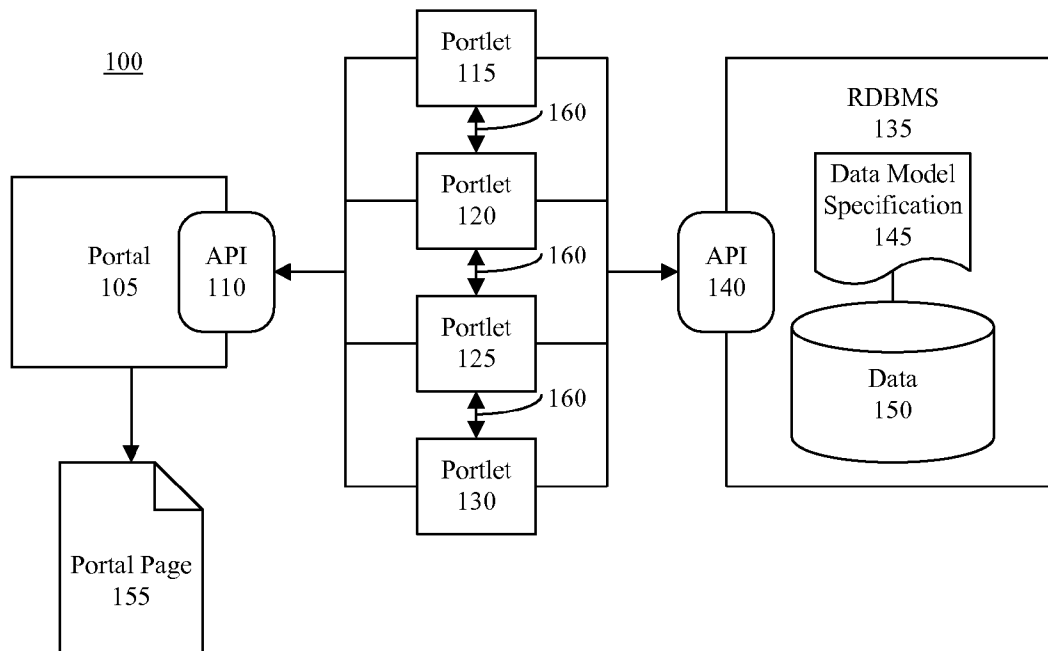 100
Portlet
115
160
Portlet
120
160
Portlet
125
160
Portlet
130
Portal
105
API
110
Portal Page
155
API
140
RDBMS
135
Data Model
Specification
145
Data
150